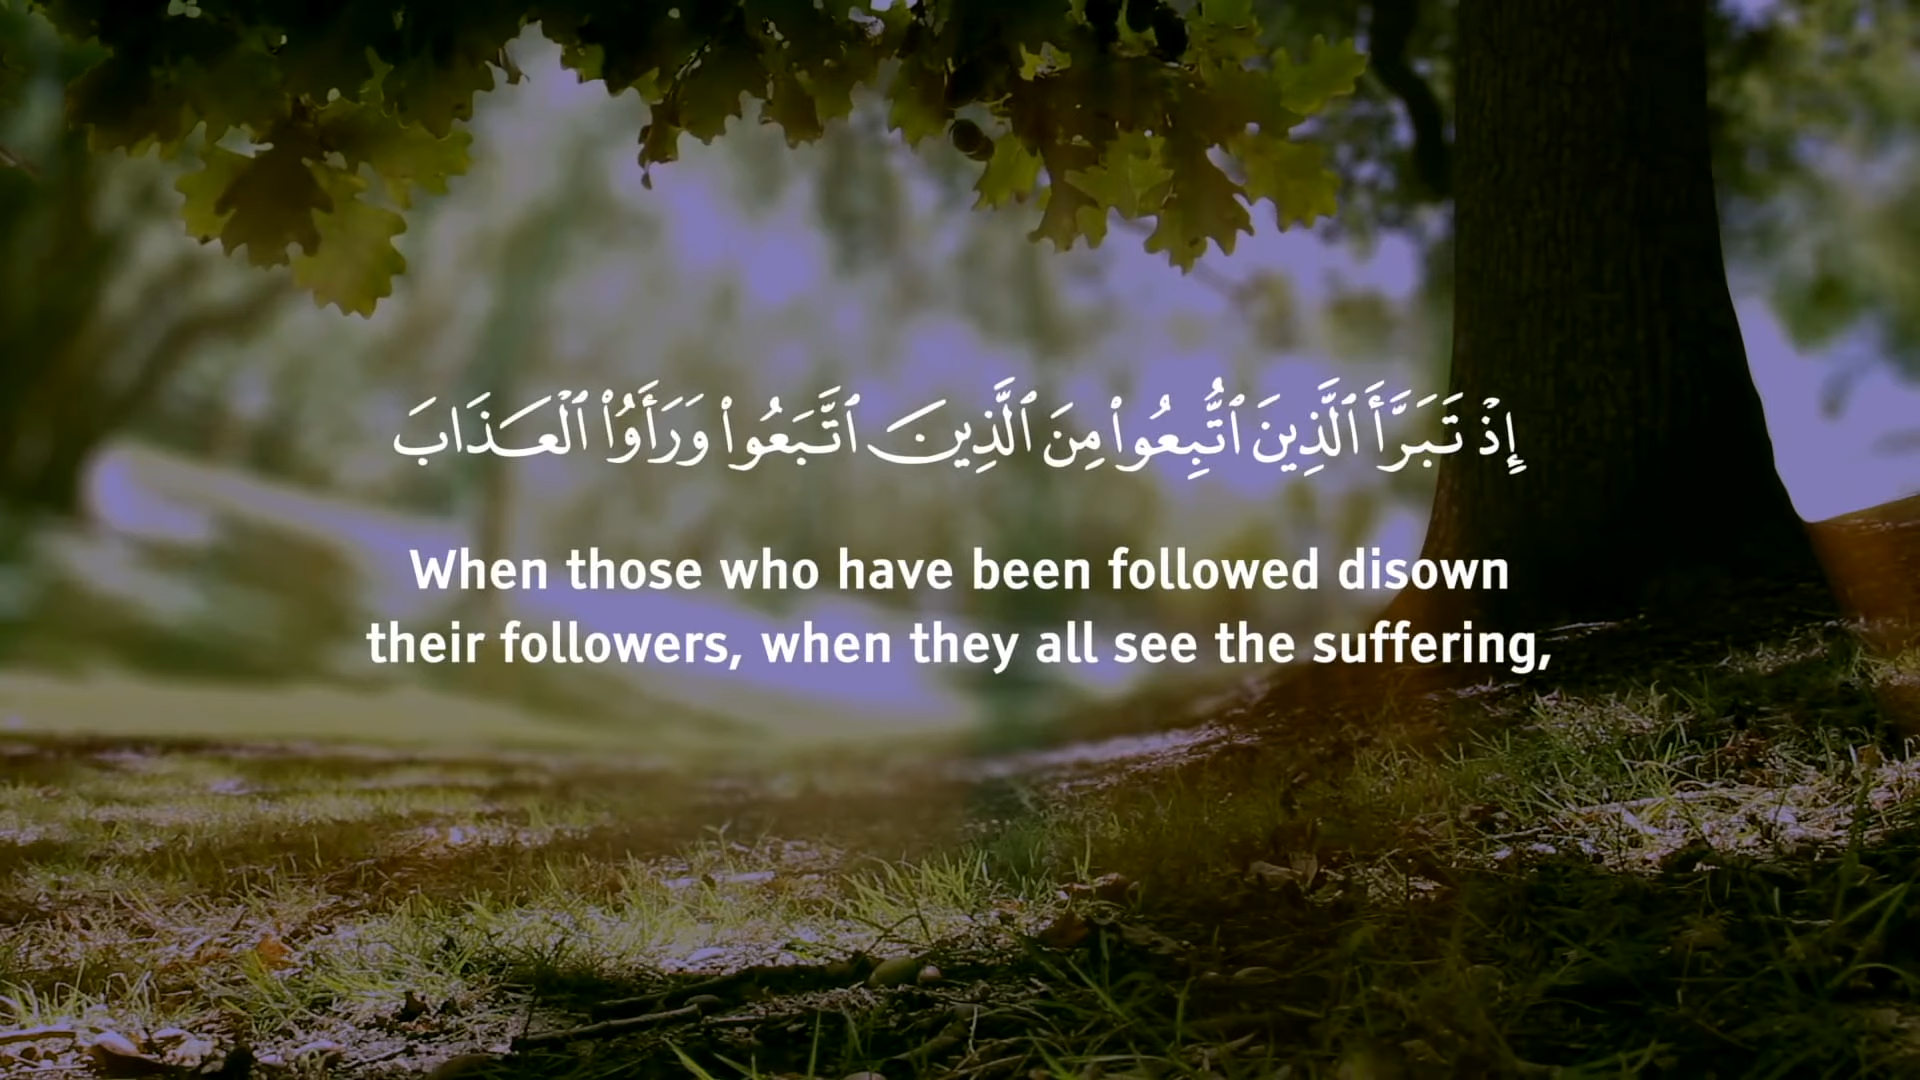 إِذۡ تَبَرَّأَ ٱلَّذِينَ ٱتُّبِعُواْ مِنَ ٱلَّذِينَ ٱتَّبَعُواْ وَرَأَوُاْ ٱلۡعَذَابَ
When those who have been followed disown
their followers, when they all see the suffering,